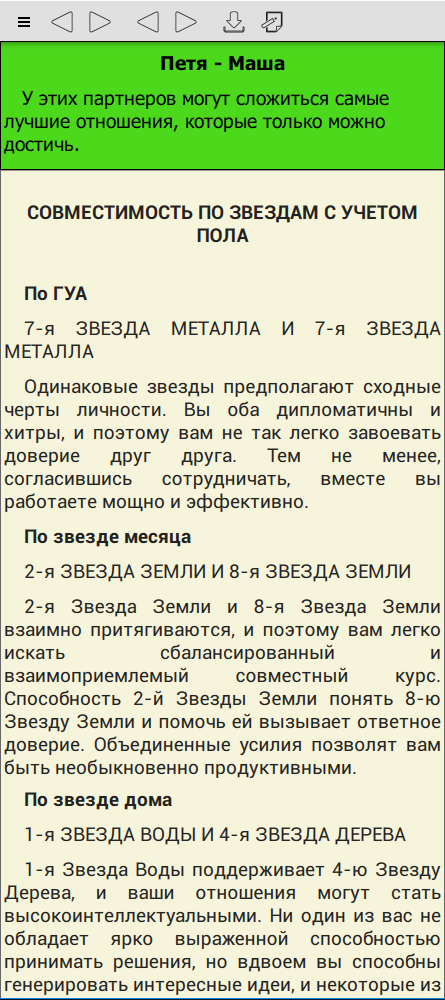 Петя - Маша
У этих партнеров могут сложиться самые
лучшие отношения, которые только можно
достичь.
СОВМЕСТИМОСТЬ ПО ЗВЕЗДАМ С УЧЕТОМ
ПОЛА
По ГУА
7-я ЗВЕЗДА МЕТАЛЛА И 7-я ЗВЕЗДА
МЕТАЛЛА
Одинаковые звезды предполагают сходные
черты личности. Вы оба дипломатичны и
хитры, и поэтому вам не так легко завоевать
доверие друг друга. Тем не менее,
согласившись сотрудничать, вместе вы
работаете мощно и эффективно.
По звезде месяца
2-я ЗВЕЗДА ЗЕМЛИ И 8-я ЗВЕЗДА ЗЕМЛИ
2-я Звезда Земли и 8-я Звезда Земли
взаимно притягиваются, и поэтому вам легко
искать сбалансированный и
взаимоприемлемый совместный курс.
Способность 2-й Звезды Земли понять 8-ю
Звезду Земли и помочь ей вызывает ответное
доверие. Объединенные усилия позволят вам
быть необыкновенно продуктивными.
По звезде дома
1-я ЗВЕЗДА ВОДЫ И 4-я ЗВЕЗДА ДЕРЕВА
1-я Звезда Воды поддерживает 4-ю Звезду
Дерева, и ваши отношения могут стать
высокоинтеллектуальными. Ни один из вас не
обладает ярко выраженной способностью
принимать решения, но вдвоем вы способны
генерировать интересные идеи, и некоторые из